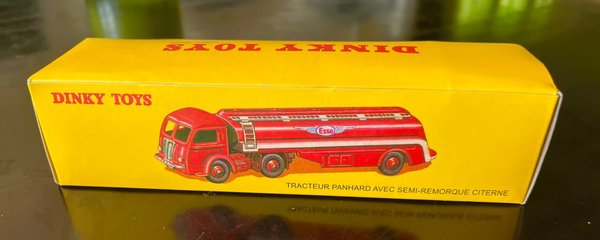 DINKY TOYS
DINKY TOYS
Esso
TRACTEUR PANHARD AVEC SEMI-REMORQUE CITERNE